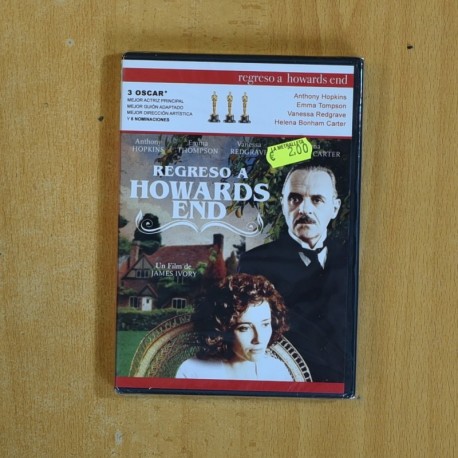 regreso a howards end
3 OSCAR*
MEJOR ACTRIZ PRINCIPAL
MEJOR GUIÓN ADAPTADO
MEJOR DIRECCIÓN ARTÍSTICA
Y 6 NOMINACIONES
Anthony Hopkins
Emma Tompson
Vanessa Redgrave
Helena Bonham Carter
Anthony Emma Vanessa
HOPKINS THOMPSON REDGRAVE CARTER
LA METRALLETA
€ 2.00
REGRESO A
HOWARDS
END
Un Film de
JAMES IVORY